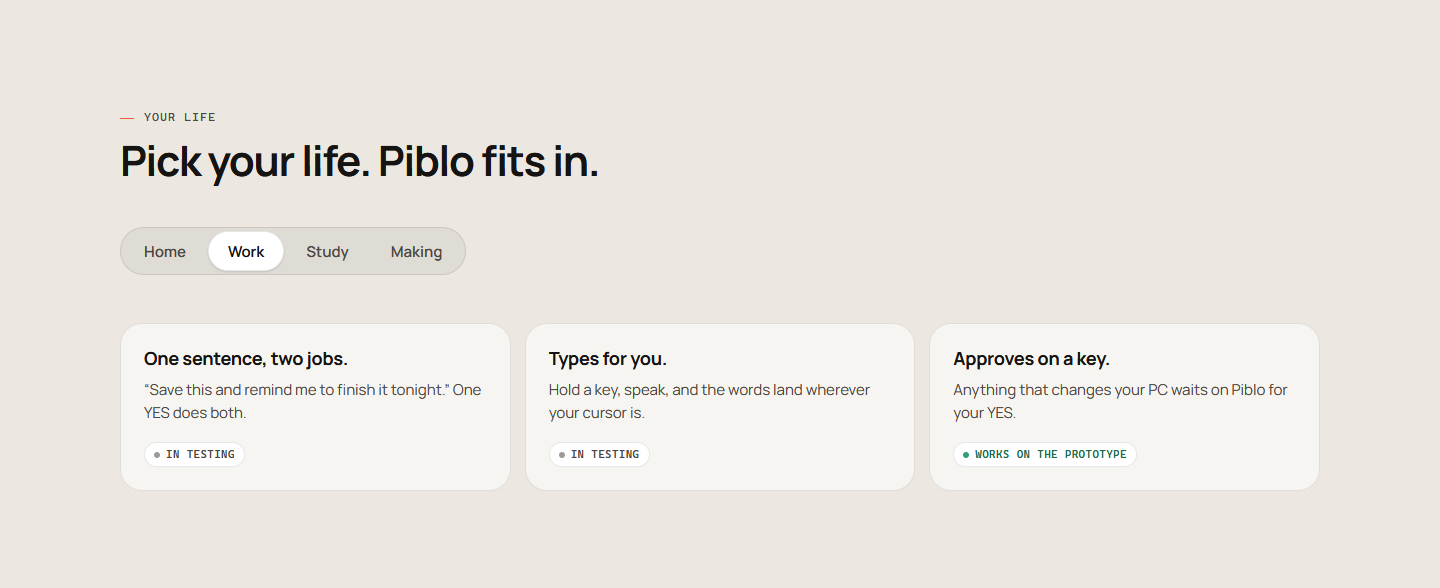 YOUR LIFE
Pick your life. Piblo fits in.
Home Work Study Making
One sentence, two jobs.
“Save this and remind me to finish it tonight.” One
YES does both.
IN TESTING
Types for you.
Hold a key, speak, and the words land wherever
your cursor is.
IN TESTING
Approves on a key.
Anything that changes your PC waits on Piblo for
your YES.
WORKS ON THE PROTOTYPE